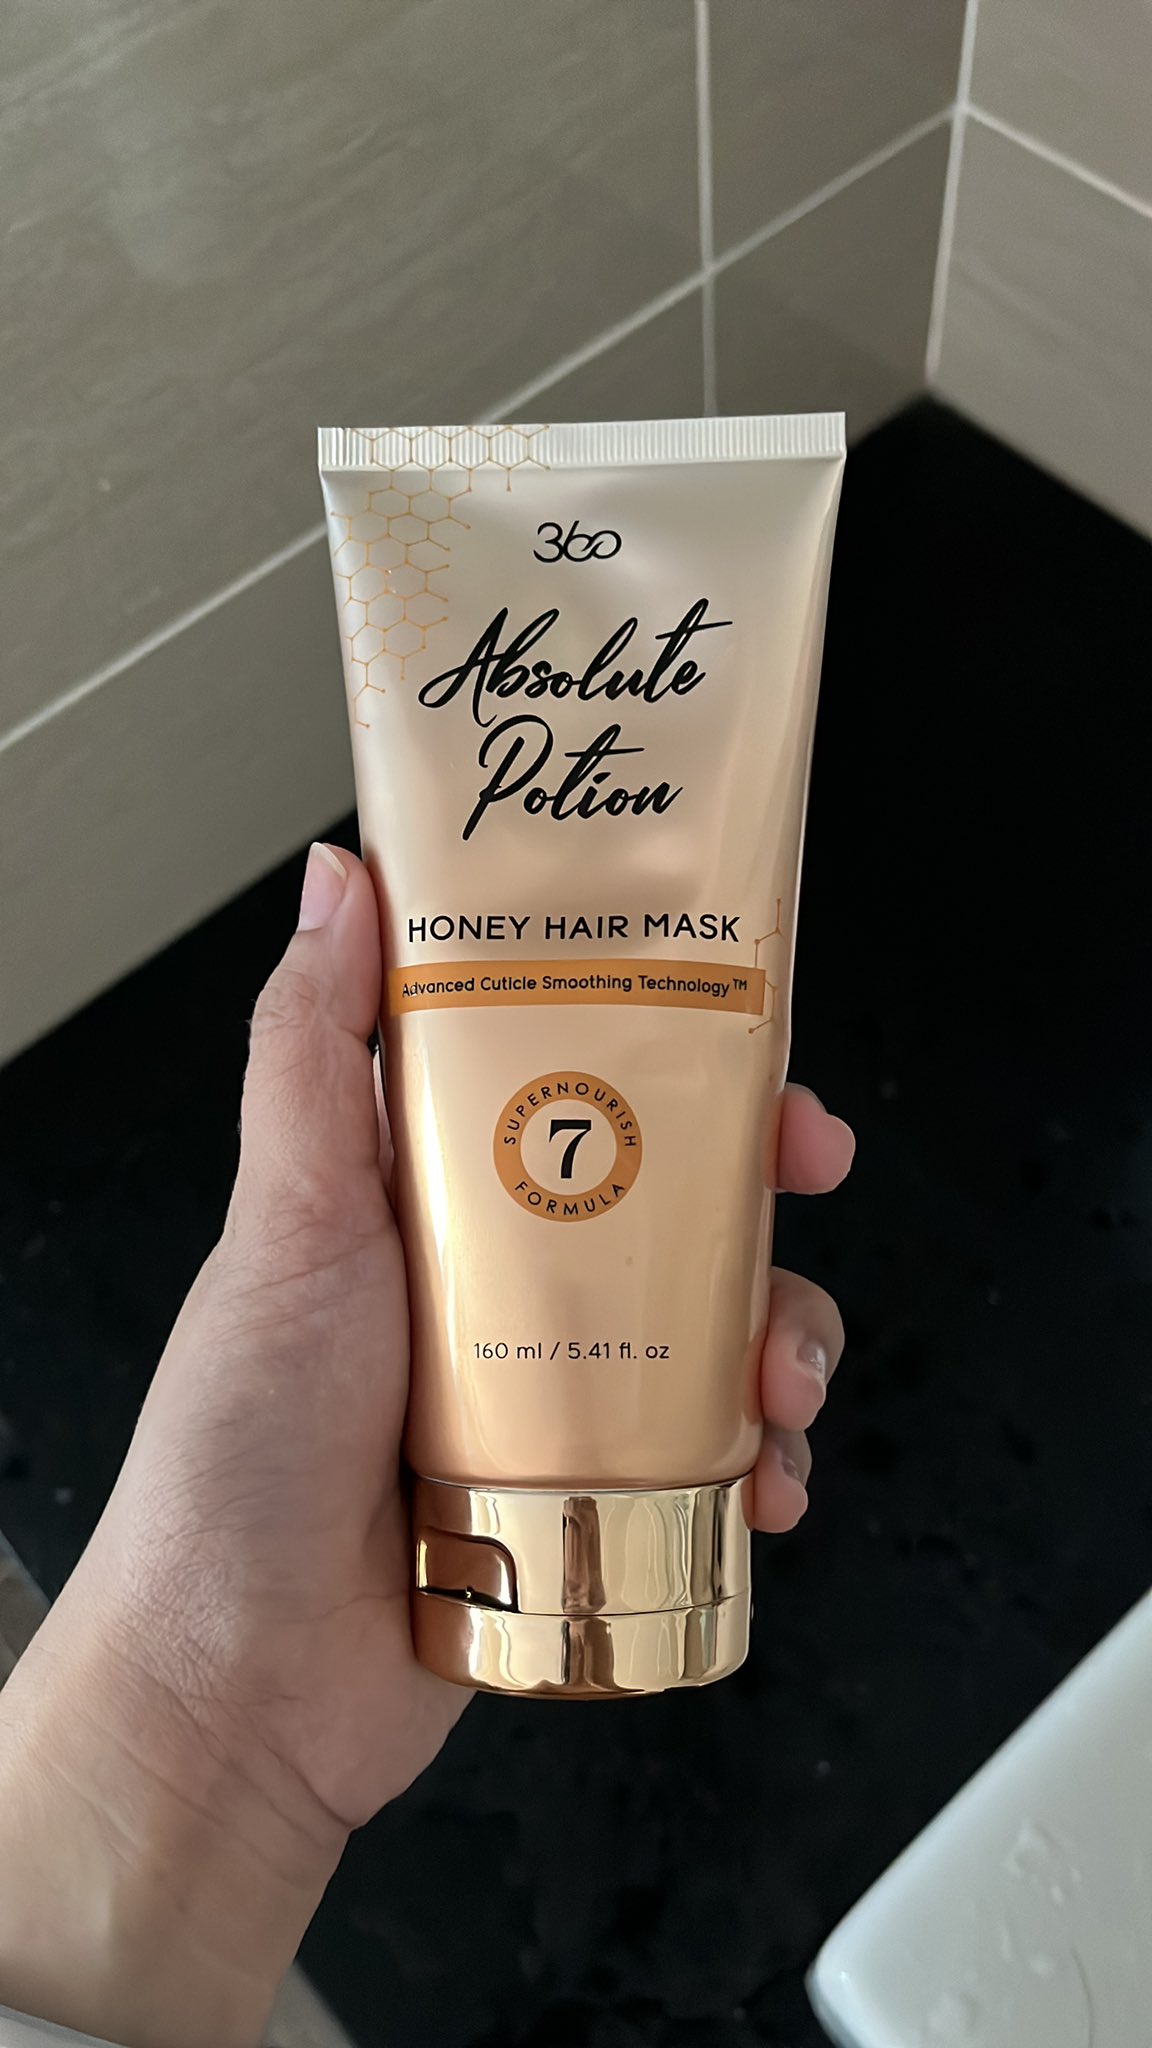 360
Absolute
Potion
HONEY HAIR MASK
Advanced Cuticle Smoothing Technology™
SUPERNOURISH
7
FORMULA
160 ml / 5.41 fl. oz